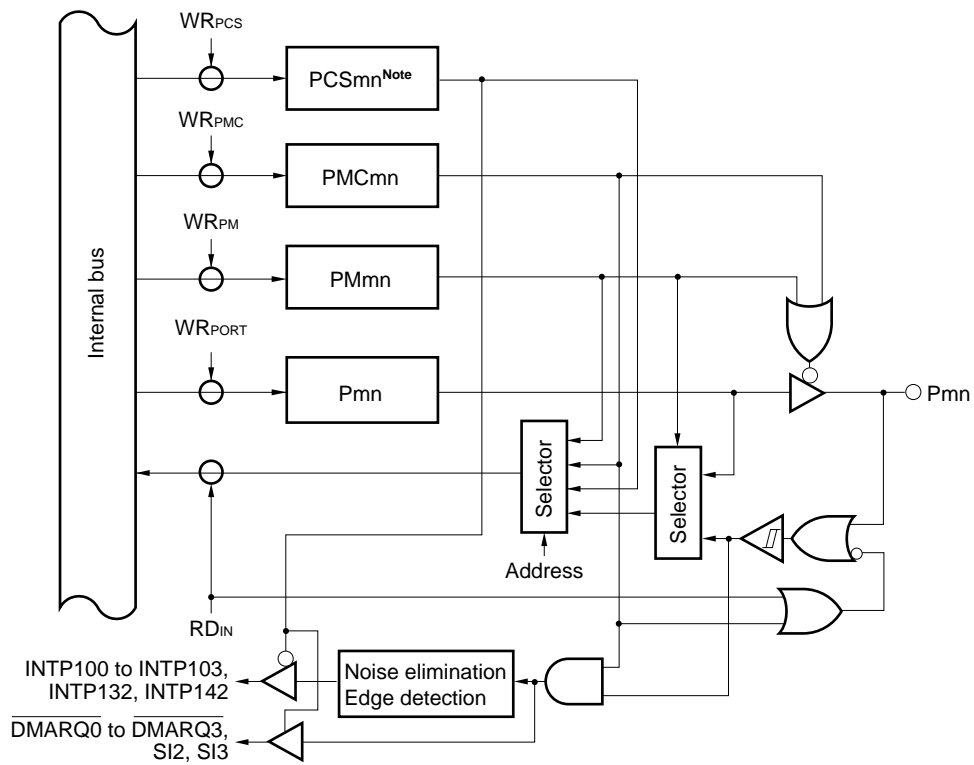 WRPCS
PCSmnNote
WRPMC
PMCmn
WRPM
PMmn
WRPORT
Pmn
Pmn
Internal bus
Selector
Selector
Address
RDIN
INTP100 to INTP103,
INTP132, INTP142
Noise elimination
Edge detection
DMARQ0 to DMARQ3,
SI2, SI3